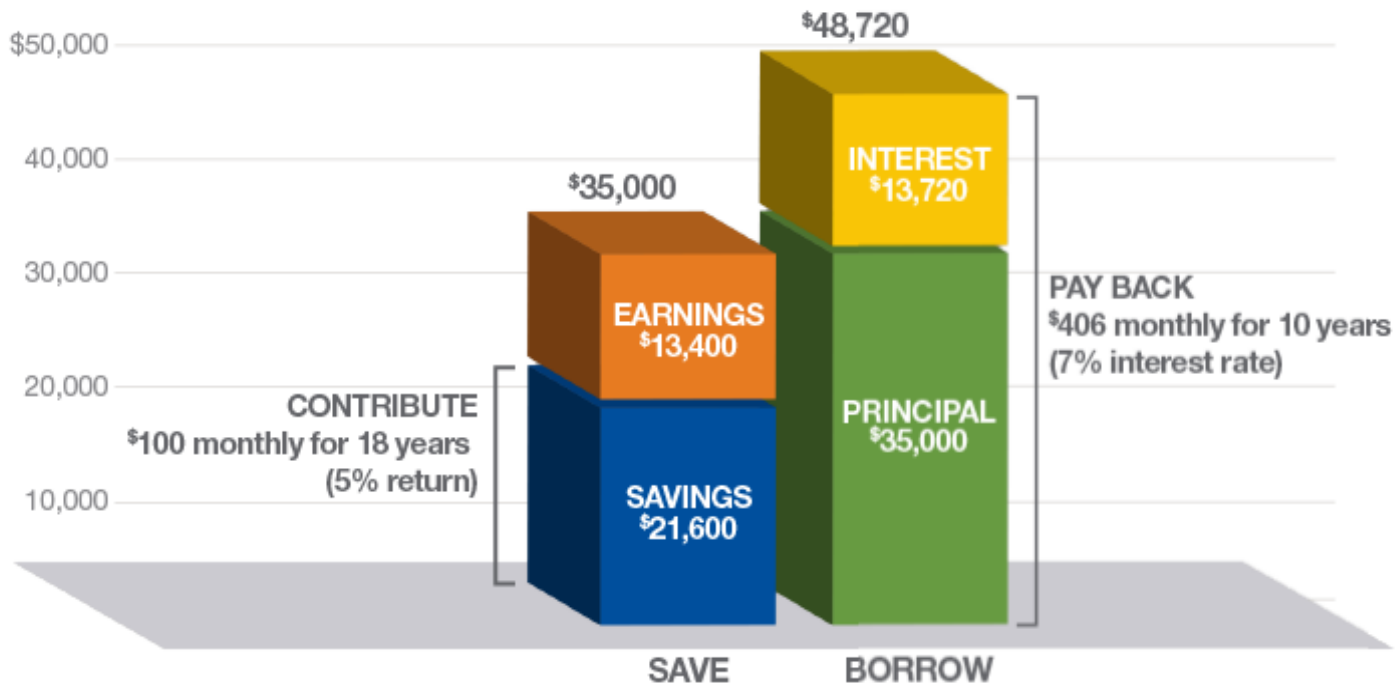 $48,720
$50,000
40,000
INTEREST
$13,720
$35,000
30,000
PAY BACK
$406 monthly for 10 years
(7% interest rate)
EARNINGS
$13,400
20,000
CONTRIBUTE
$100 monthly for 18 years
(5% return)
PRINCIPAL
$35,000
10,000
SAVINGS
$21,600
SAVE
BORROW